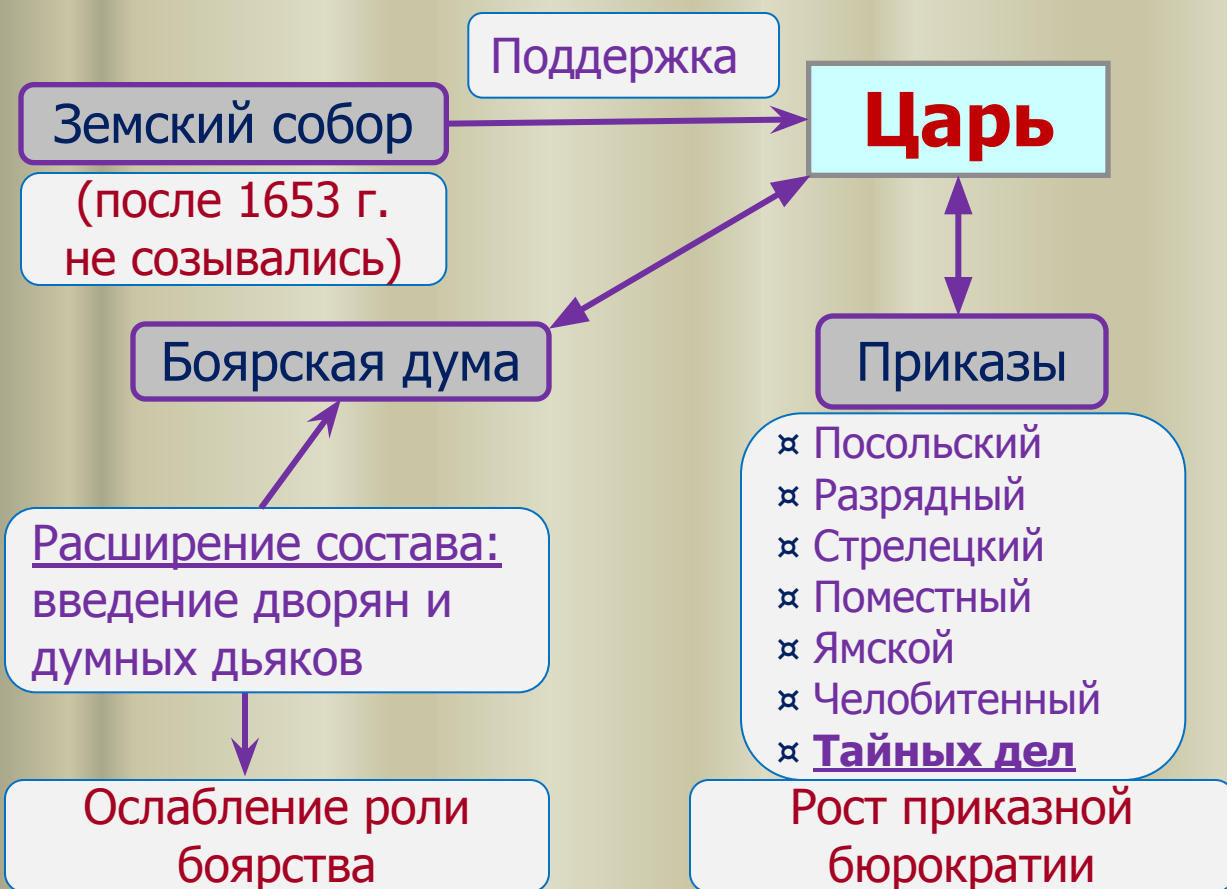 Поддержка
Земский собор
Царь
(после 1653 г.
не созывались)
Боярская дума
Приказы
¤ Посольский
¤ Разрядный
¤ Стрелецкий
¤ Поместный
¤ Ямской
¤ Челобитенный
¤ Тайных дел
Расширение состава:
введение дворян и
думных дьяков
Ослабление роли
боярства
Рост приказной
бюрократии